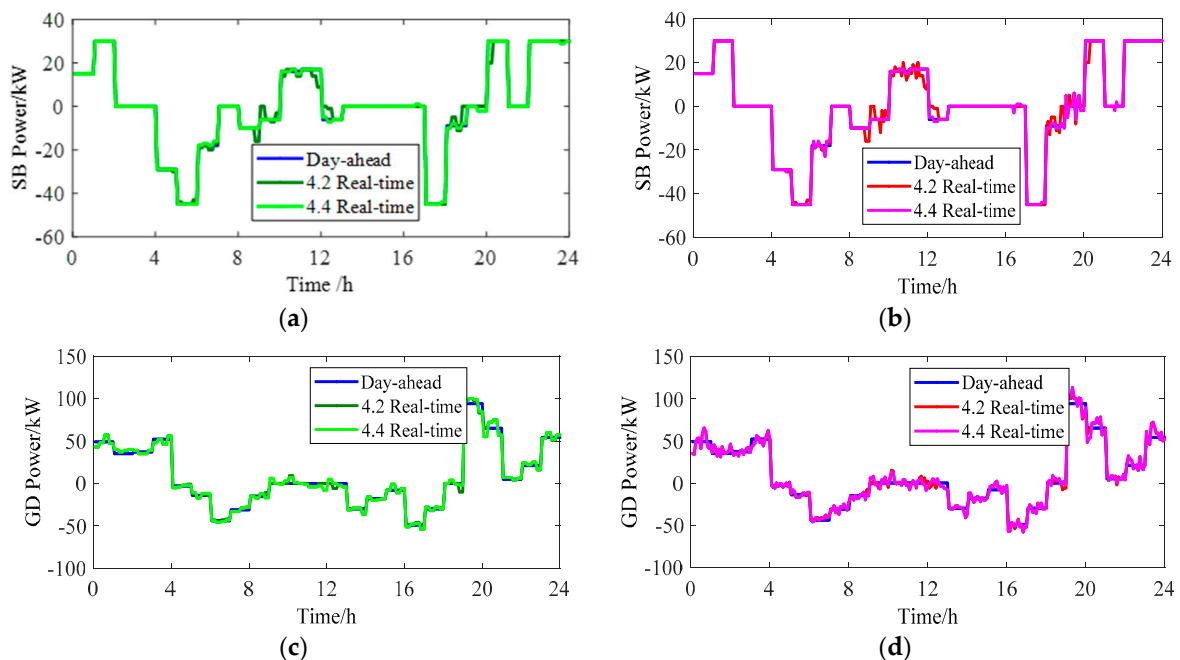 40
20
0
-20
-40
-60
SB Power/kW
Day-ahead
4.2 Real-time
4.4 Real-time
0 4 8 12 16 20 24
Time /h
(a)
40
20
0
-20
-40
-60
SB Power/kW
Day-ahead
4.2 Real-time
4.4 Real-time
0 4 8 12 16 20 24
Time/h
(b)
150
100
50
0
-50
-100
GD Power/kW
Day-ahead
4.2 Real-time
4.4 Real-time
0 4 8 12 16 20 24
Time/h
(c)
150
100
50
0
-50
-100
GD Power/kW
Day-ahead
4.2 Real-time
4.4 Real-time
0 4 8 12 16 20 24
Time/h
(d)